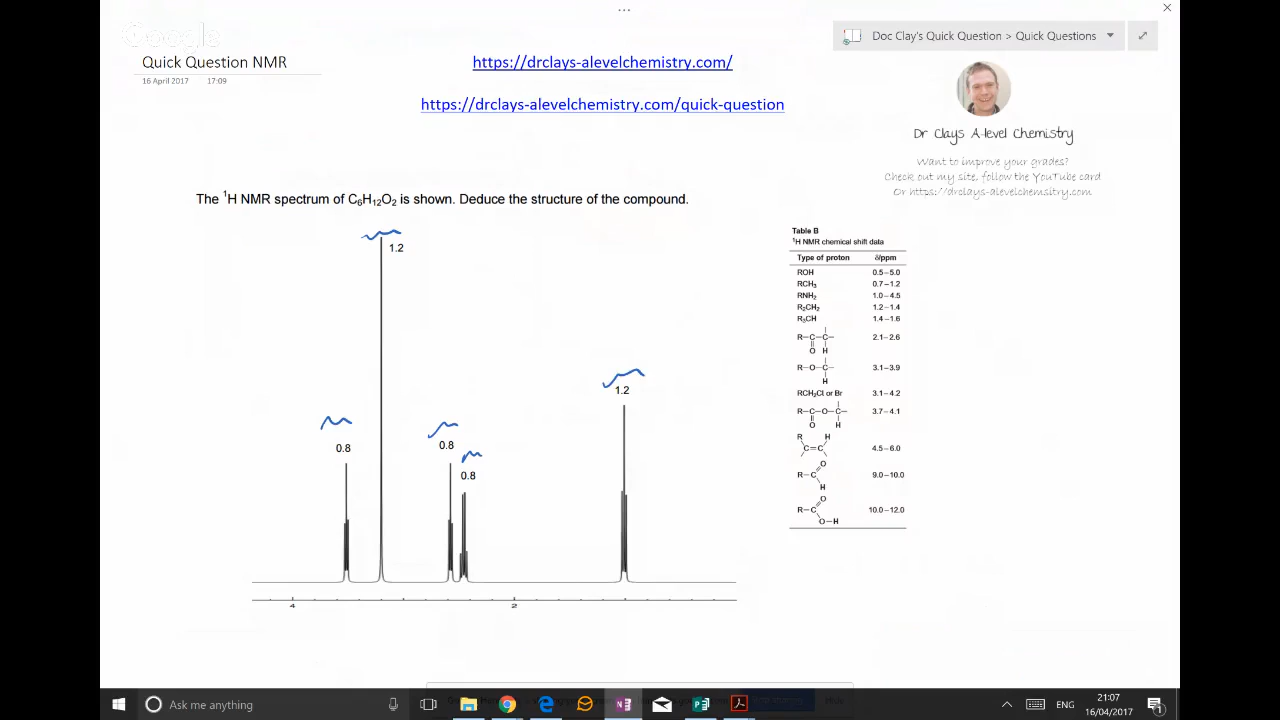 Google
Quick Question NMR
16 April 2017 17:09
https://drclays-alevelchemistry.com/
https://drclays-alevelchemistry.com/quick-question
Doc Clay's Quick Question > Quick Questions
Dr Clays A-level Chemistry
Want to improve your grades?
Check out my site, follow the YouTube card
Or https://drclays-alevelchemsitry.com
The ¹H NMR spectrum of C₆H₁₂O₂ is shown. Deduce the structure of the compound.
1.2
1.2
0.8
0.8
0.8
4
2
Table B
¹H NMR chemical shift data
Type of proton δ/ppm
ROH 0.5–5.0
RCH₃ 0.7–1.2
RNH₂ 1.0–4.5
R₂CH₂ 1.2–1.4
R₃CH 1.4–1.6
R–C–C– O H 2.1–2.6
R–O–C– H 3.1–3.9
RCH₂Cl or Br 3.1–4.2
R–C–O–C– O H 3.7–4.1
R H C=C 4.5–6.0
R–C O H 9.0–10.0
R–C O O–H 10.0–12.0
Ask me anything
ENG
21:07
16/04/2017
1